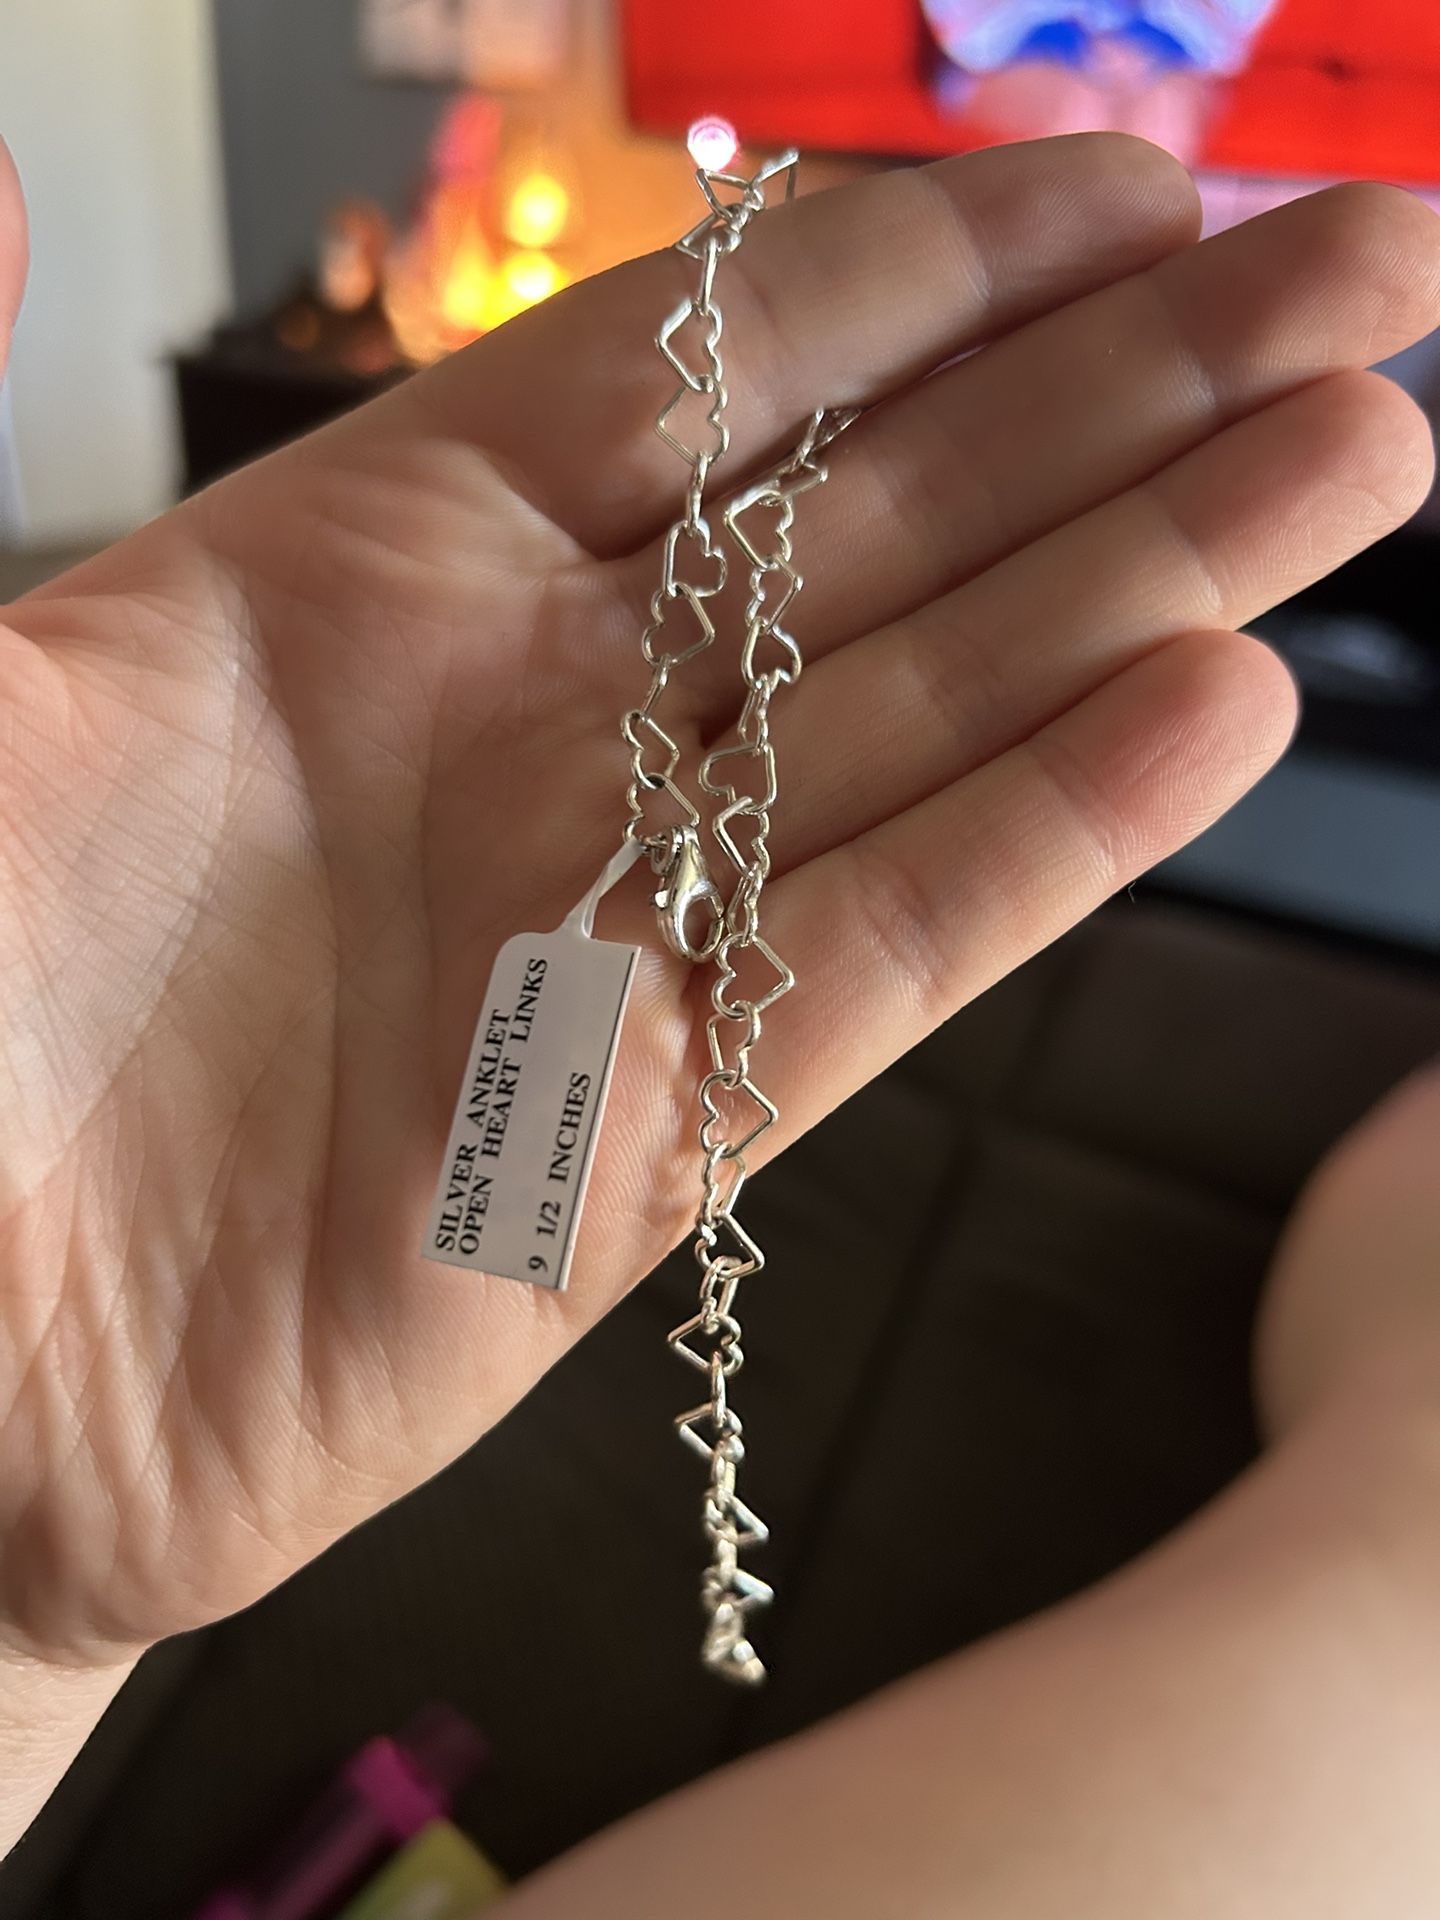 SILVER ANKLET
OPEN HEART LINKS
9 1/2 INCHES